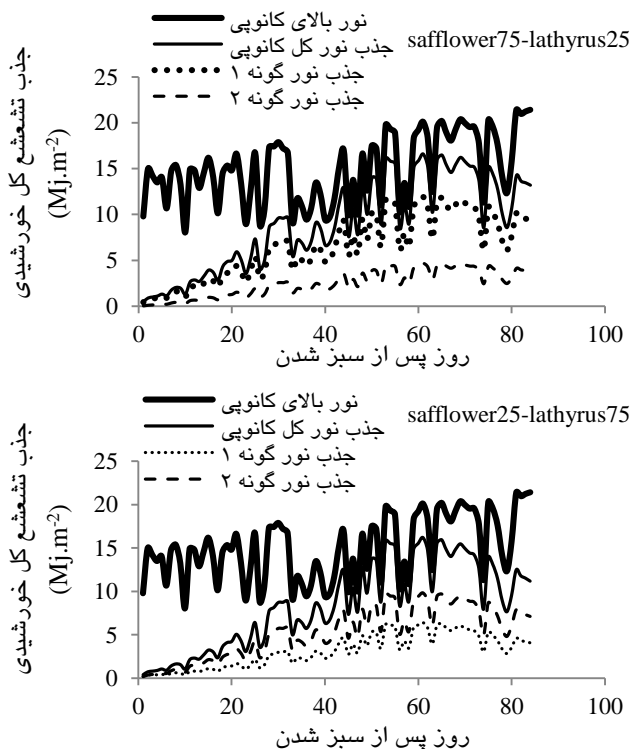 نور بالای کانوپی
جذب نور کل کانوپی
جذب نور گونه ۱
جذب نور گونه ۲
safflower75-lathyrus25
جذب تشعشع کل خورشیدی
(Mj.m-2)
25
20
15
10
5
0
0 20 40 60 80 100
روز پس از سبز شدن
نور بالای کانوپی
جذب نور کل کانوپی
جذب نور گونه ۱
جذب نور گونه ۲
safflower25-lathyrus75
جذب تشعشع کل خورشیدی
(Mj.m-2)
25
20
15
10
5
0
0 20 40 60 80 100
روز پس از سبز شدن